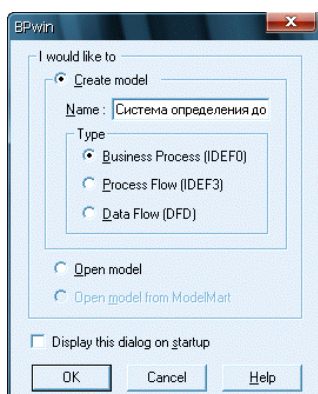 BPwin
I would like to
Create model
Name : Система определения до
Type
Business Process (IDEF0)
Process Flow (IDEF3)
Data Flow (DFD)
Open model
Open model from ModelMart
Display this dialog on startup
OK Cancel Help